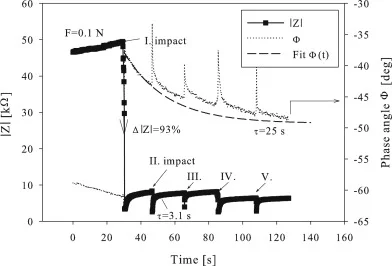 60
50
40
30
20
10
0
|Z| [kΩ]
F=0.1 N
I. impact
Δ|Z|=93%
II. impact
III.
IV.
V.
τ=3.1 s
τ=25 s
|Z|
Φ
Fit Φ(t)
-30
-35
-40
-45
-50
-55
-60
-65
Phase angle Φ [deg]
0 20 40 60 80 100 120 140 160
Time [s]